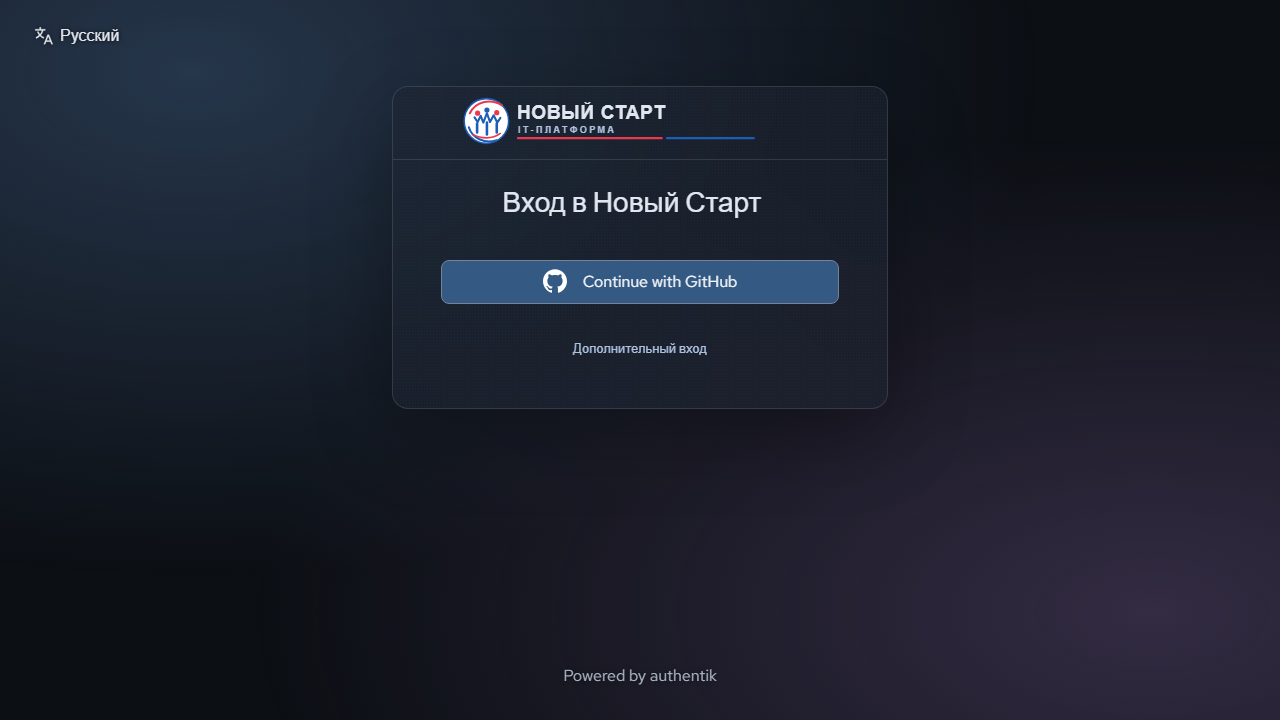 Русский
НОВЫЙ СТАРТ
IT-ПЛАТФОРМА
Вход в Новый Старт
Continue with GitHub
Дополнительный вход
Powered by authentik